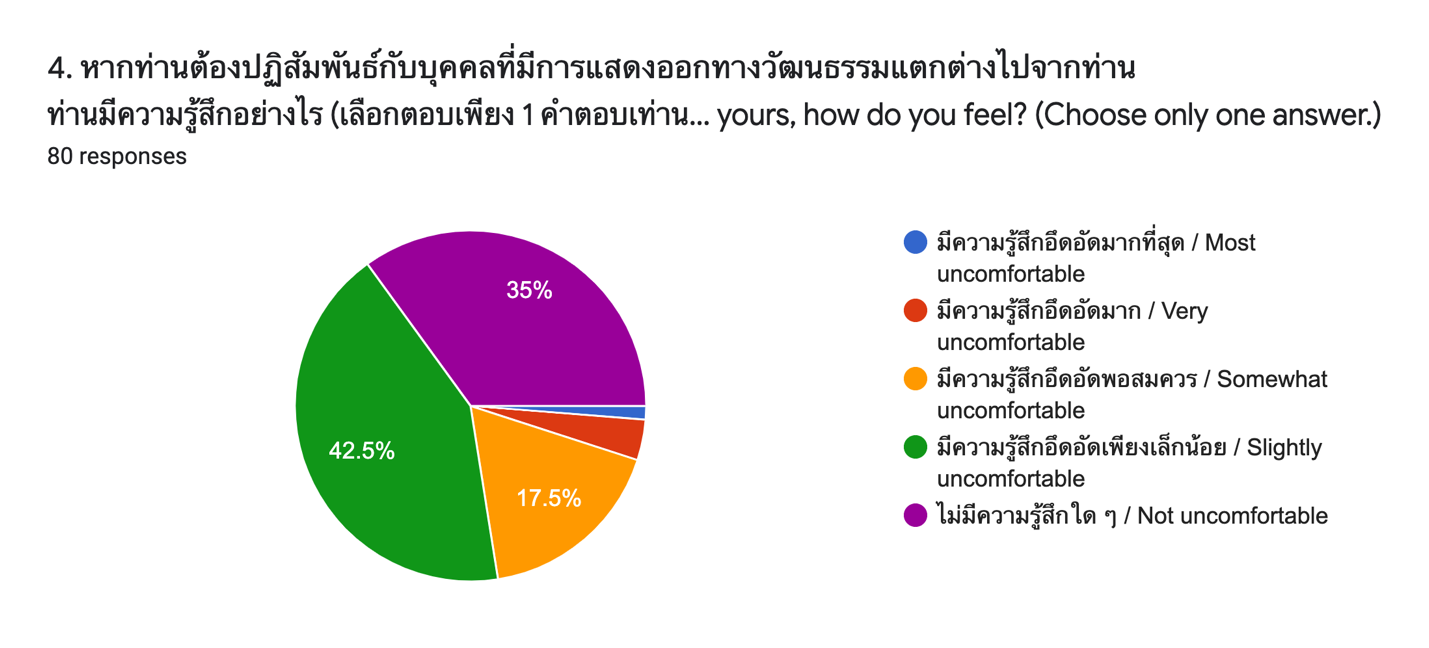 4. หากท่านต้องปฏิสัมพันธ์กับบุคคลที่มีการแสดงออกทางวัฒนธรรมแตกต่างไปจากท่าน
ท่านมีความรู้สึกอย่างไร (เลือกตอบเพียง 1 คำตอบเท่าน... yours, how do you feel? (Choose only one answer.)
80 responses
35%
42.5%
17.5%
มีความรู้สึกอึดอัดมากที่สุด / Most
uncomfortable
มีความรู้สึกอึดอัดมาก / Very
uncomfortable
มีความรู้สึกอึดอัดพอสมควร / Somewhat
uncomfortable
มีความรู้สึกอึดอัดเพียงเล็กน้อย / Slightly
uncomfortable
ไม่มีความรู้สึกใด ๆ / Not uncomfortable